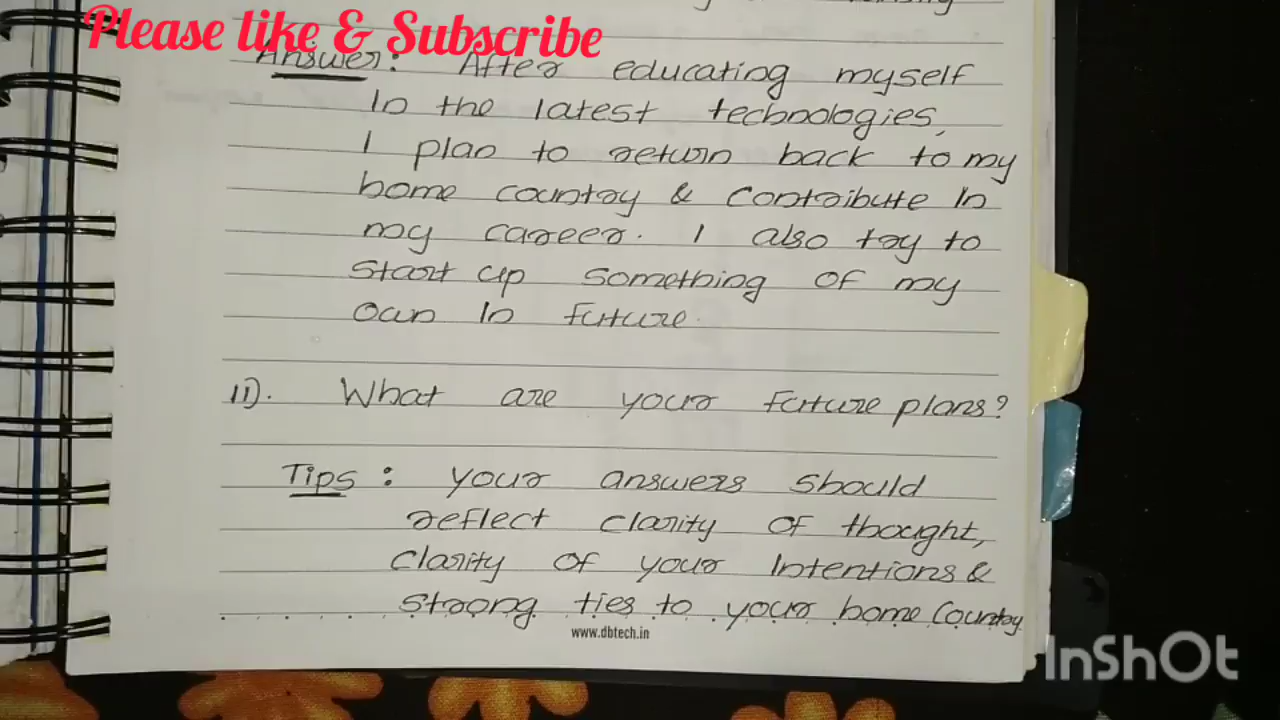 Please like & Subscribe
Answer: After educating myself
In the latest technologies,
I plan to return back to my
home country & contribute In
my career. I also try to
start up something of my
own In future.
11). What are your future plans?
Tips : your answers should
reflect clarity of thought,
clarity of your Intentions &
strong ties to your home Country
www.dbtech.in
InShOt